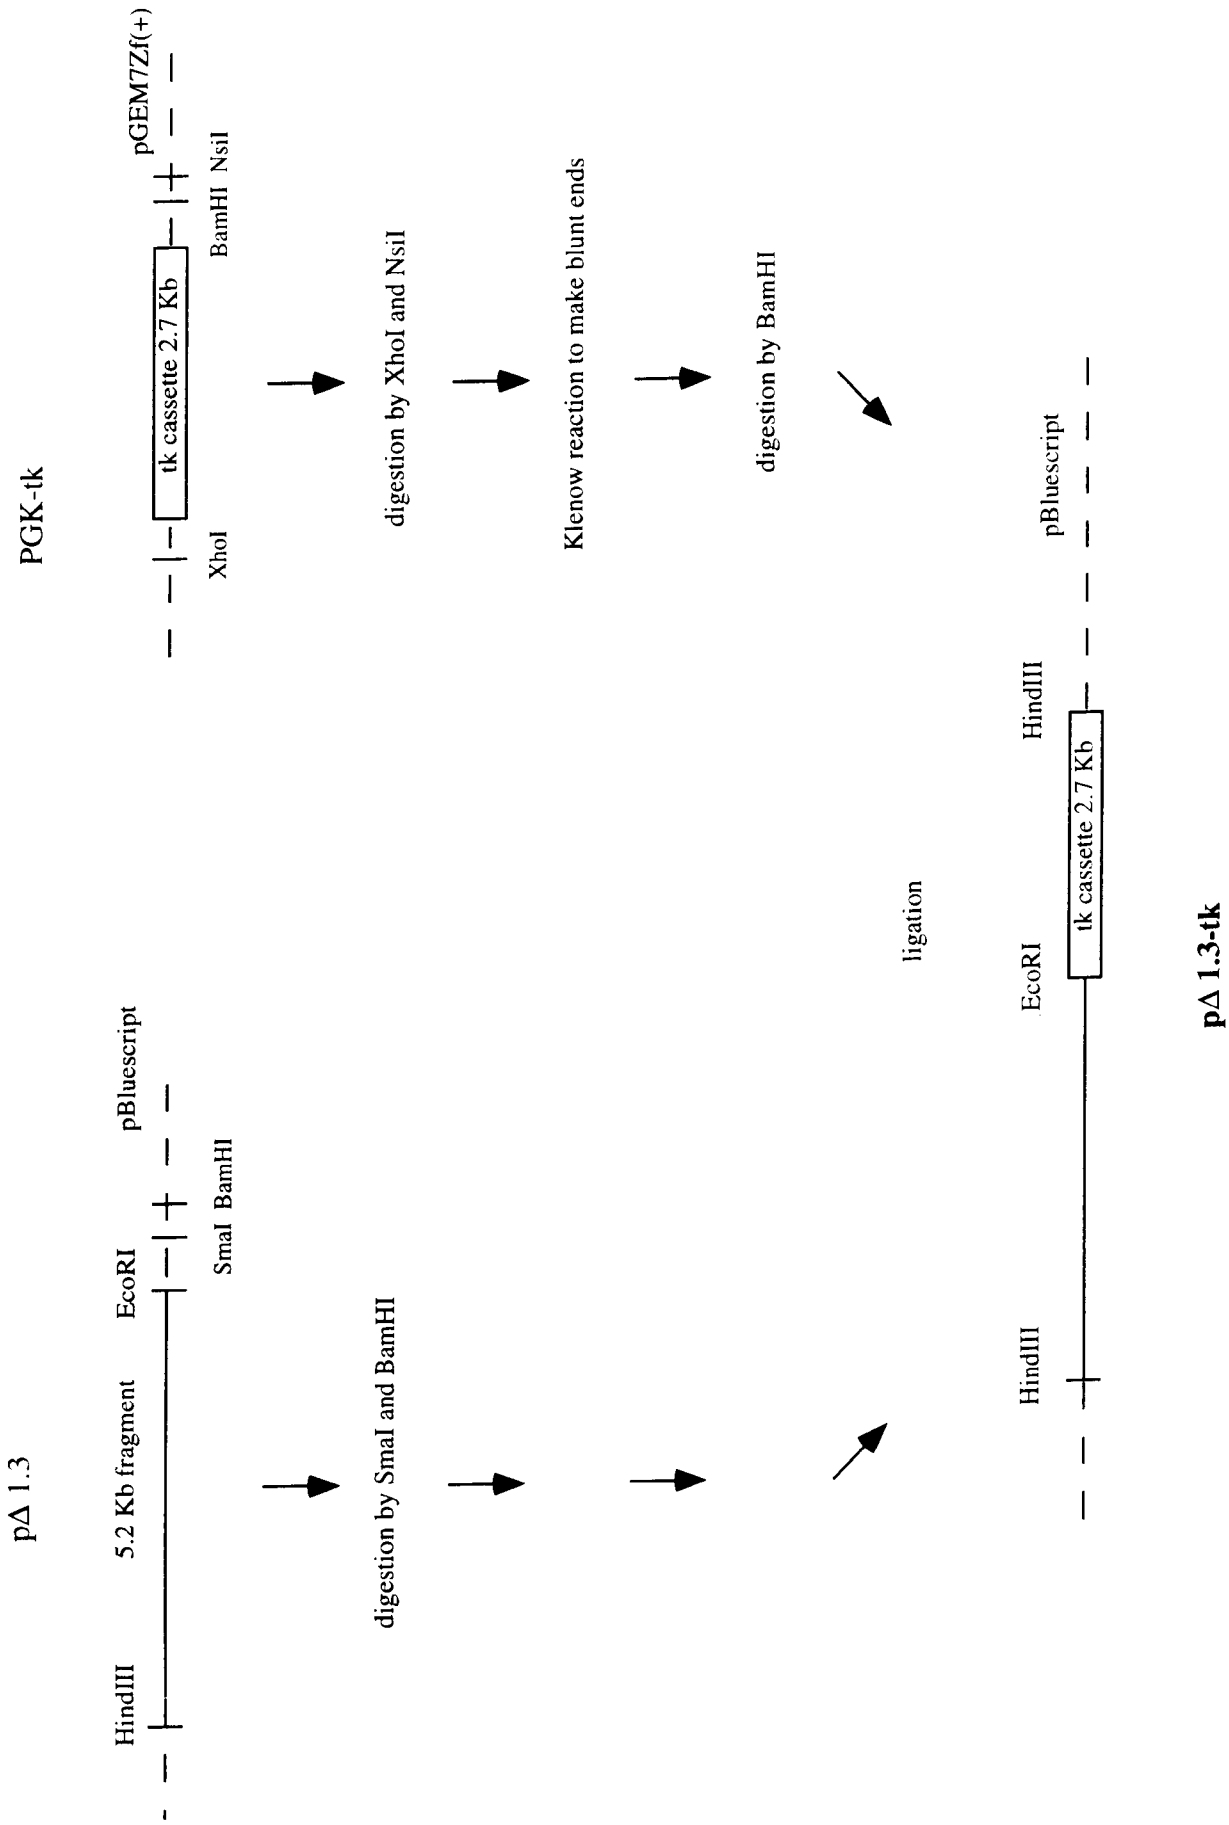 pΔ 1.3
PGK-tk
HindIII
5.2 Kb fragment
EcoRI
pBluescript
SmaI
BamHI
tk cassette 2.7 Kb
pGEM7Zf(+)
XhoI
BamHI
NsiI
digestion by SmaI and BamHI
digestion by XhoI and NsiI
Klenow reaction to make blunt ends
digestion by BamHI
ligation
HindIII
EcoRI
HindIII
pBluescript
tk cassette 2.7 Kb
pΔ 1.3-tk